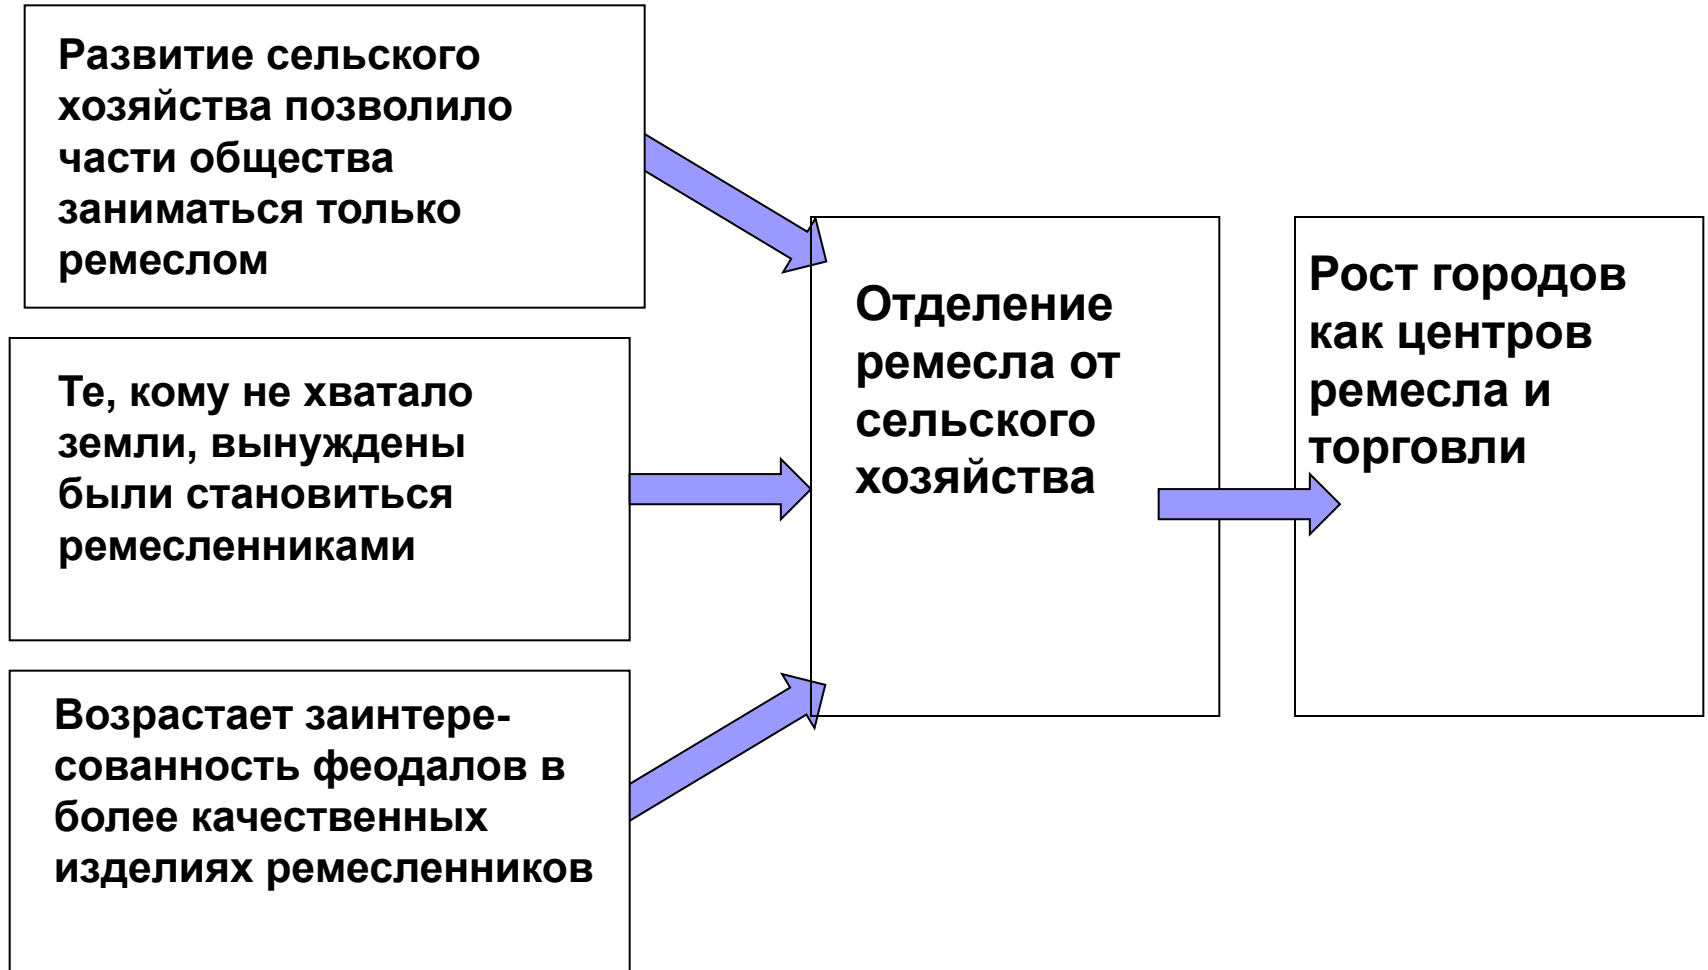 Развитие сельского
хозяйства позволило
части общества
заниматься только
ремеслом
Те, кому не хватало
земли, вынуждены
были становиться
ремесленниками
Возрастает заинтере-
сованность феодалов в
более качественных
изделиях ремесленников
Отделение
ремесла от
сельского
хозяйства
Рост городов
как центров
ремесла и
торговли